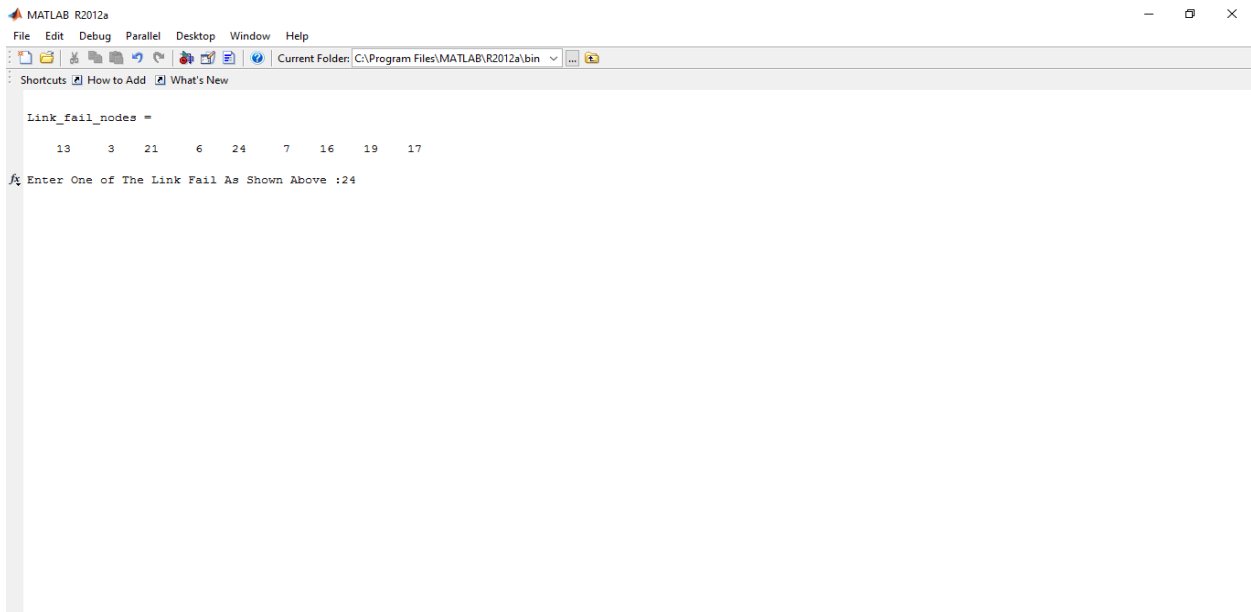 MATLAB R2012a
File Edit Debug Parallel Desktop Window Help
Current Folder: C:\Program Files\MATLAB\R2012a\bin ...
Shortcuts How to Add What's New
Link_fail_nodes =
13 3 21 6 24 7 16 19 17
fx Enter One of The Link Fail As Shown Above :24